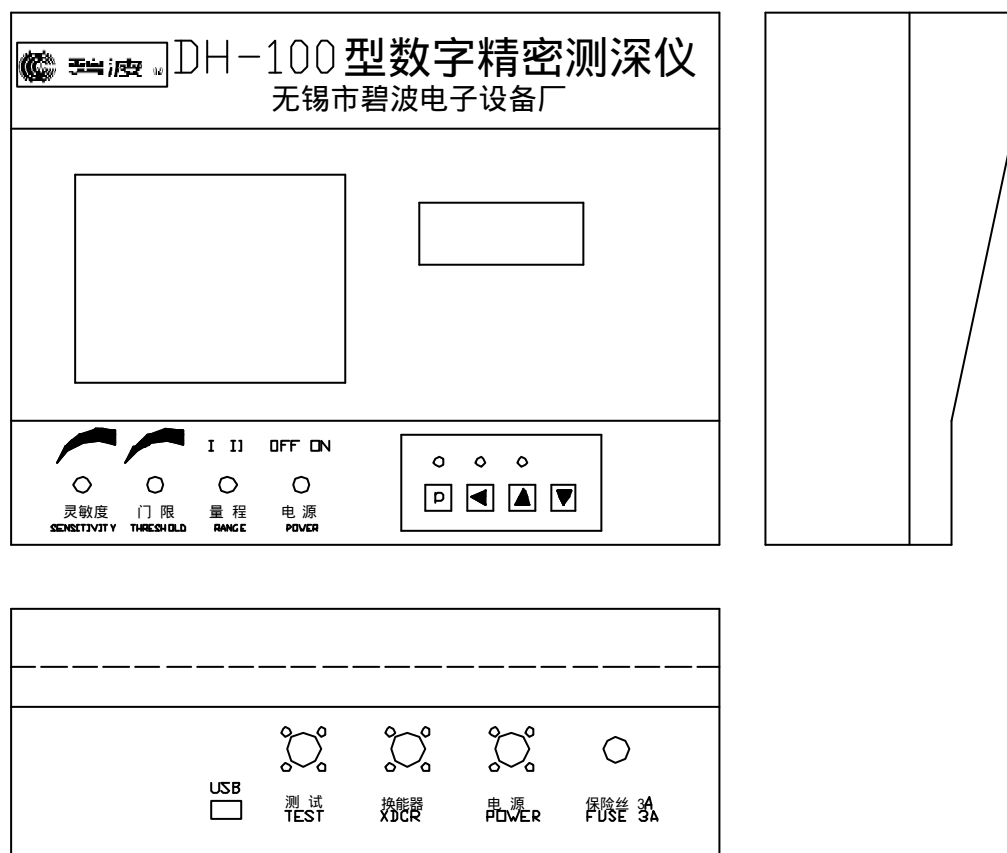 碧波 DH-100型数字精密测深仪
无锡市碧波电子设备厂
I II OFF ON
灵敏度 门限 量程 电源
SENSITIVITY THRESHOLD RANGE POWER
P
USB
测试 换能器 电源 保险丝 3A
TEST XDCR POWER FUSE 3A